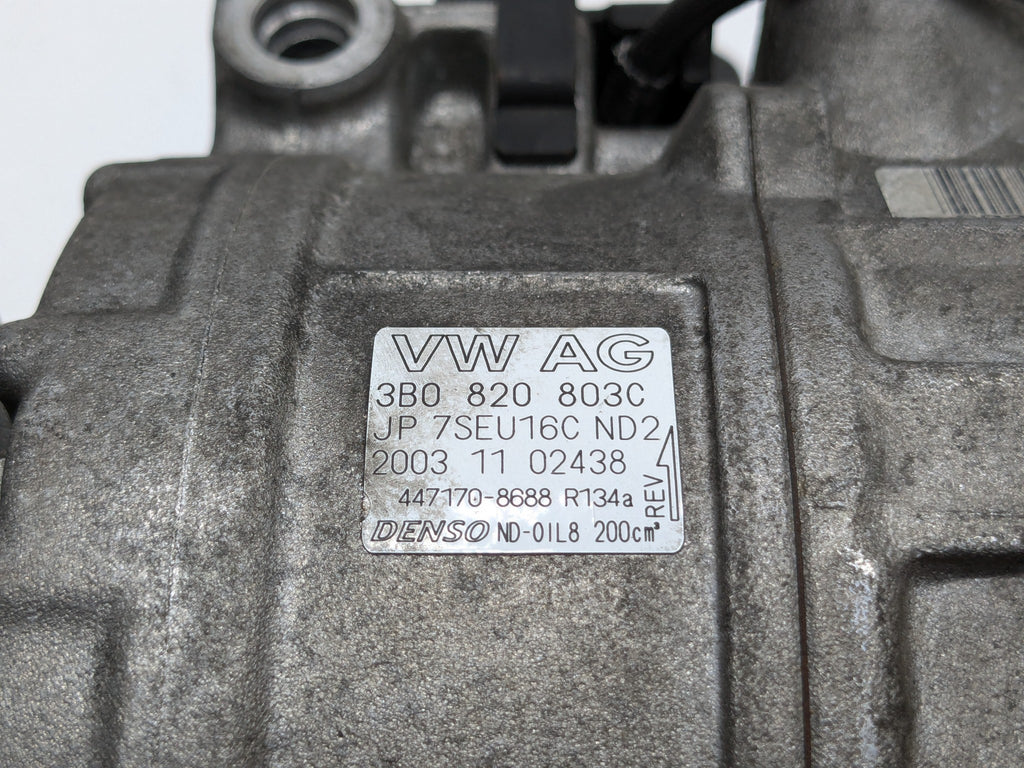 VW AG
3B0 820 803C
JP 7SEU16C ND2
2003 11 02438
447170-8688 R134a
REV
DENSO ND-OIL8 200cm³